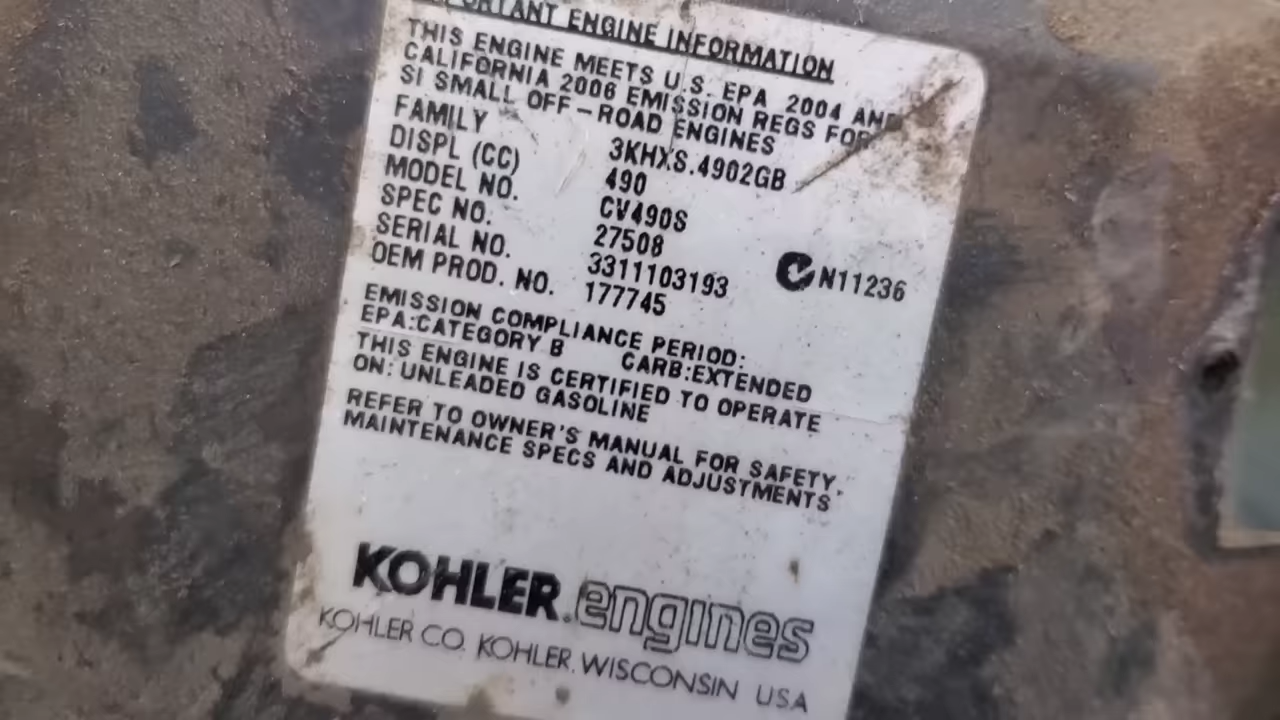 IMPORTANT ENGINE INFORMATION
THIS ENGINE MEETS U.S. EPA 2004 AND
CALIFORNIA 2006 EMISSION REGS FOR
SI SMALL OFF-ROAD ENGINES
FAMILY 3KHXS.4902GB
DISPL (CC) 490
MODEL NO. CV490S
SPEC NO. 27508
SERIAL NO. 3311103193 N11236
OEM PROD. NO. 177745
EMISSION COMPLIANCE PERIOD:
EPA:CATEGORY B CARB:EXTENDED
THIS ENGINE IS CERTIFIED TO OPERATE
ON: UNLEADED GASOLINE
REFER TO OWNER'S MANUAL FOR SAFETY,
MAINTENANCE SPECS AND ADJUSTMENTS
KOHLER.engines
KOHLER CO. KOHLER, WISCONSIN USA